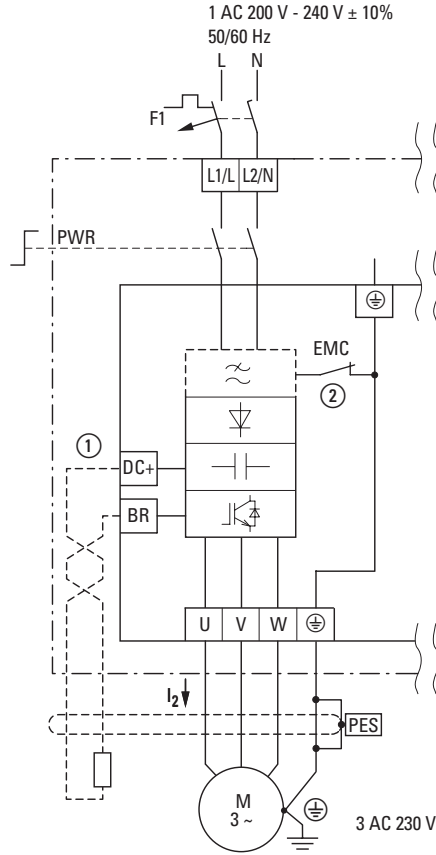 1 AC 200 V - 240 V ± 10%
50/60 Hz
L N
F1
L1/L L2/N
PWR
EMC
②
①
DC+
BR
U V W
I₂
PES
M
3 ~
3 AC 230 V